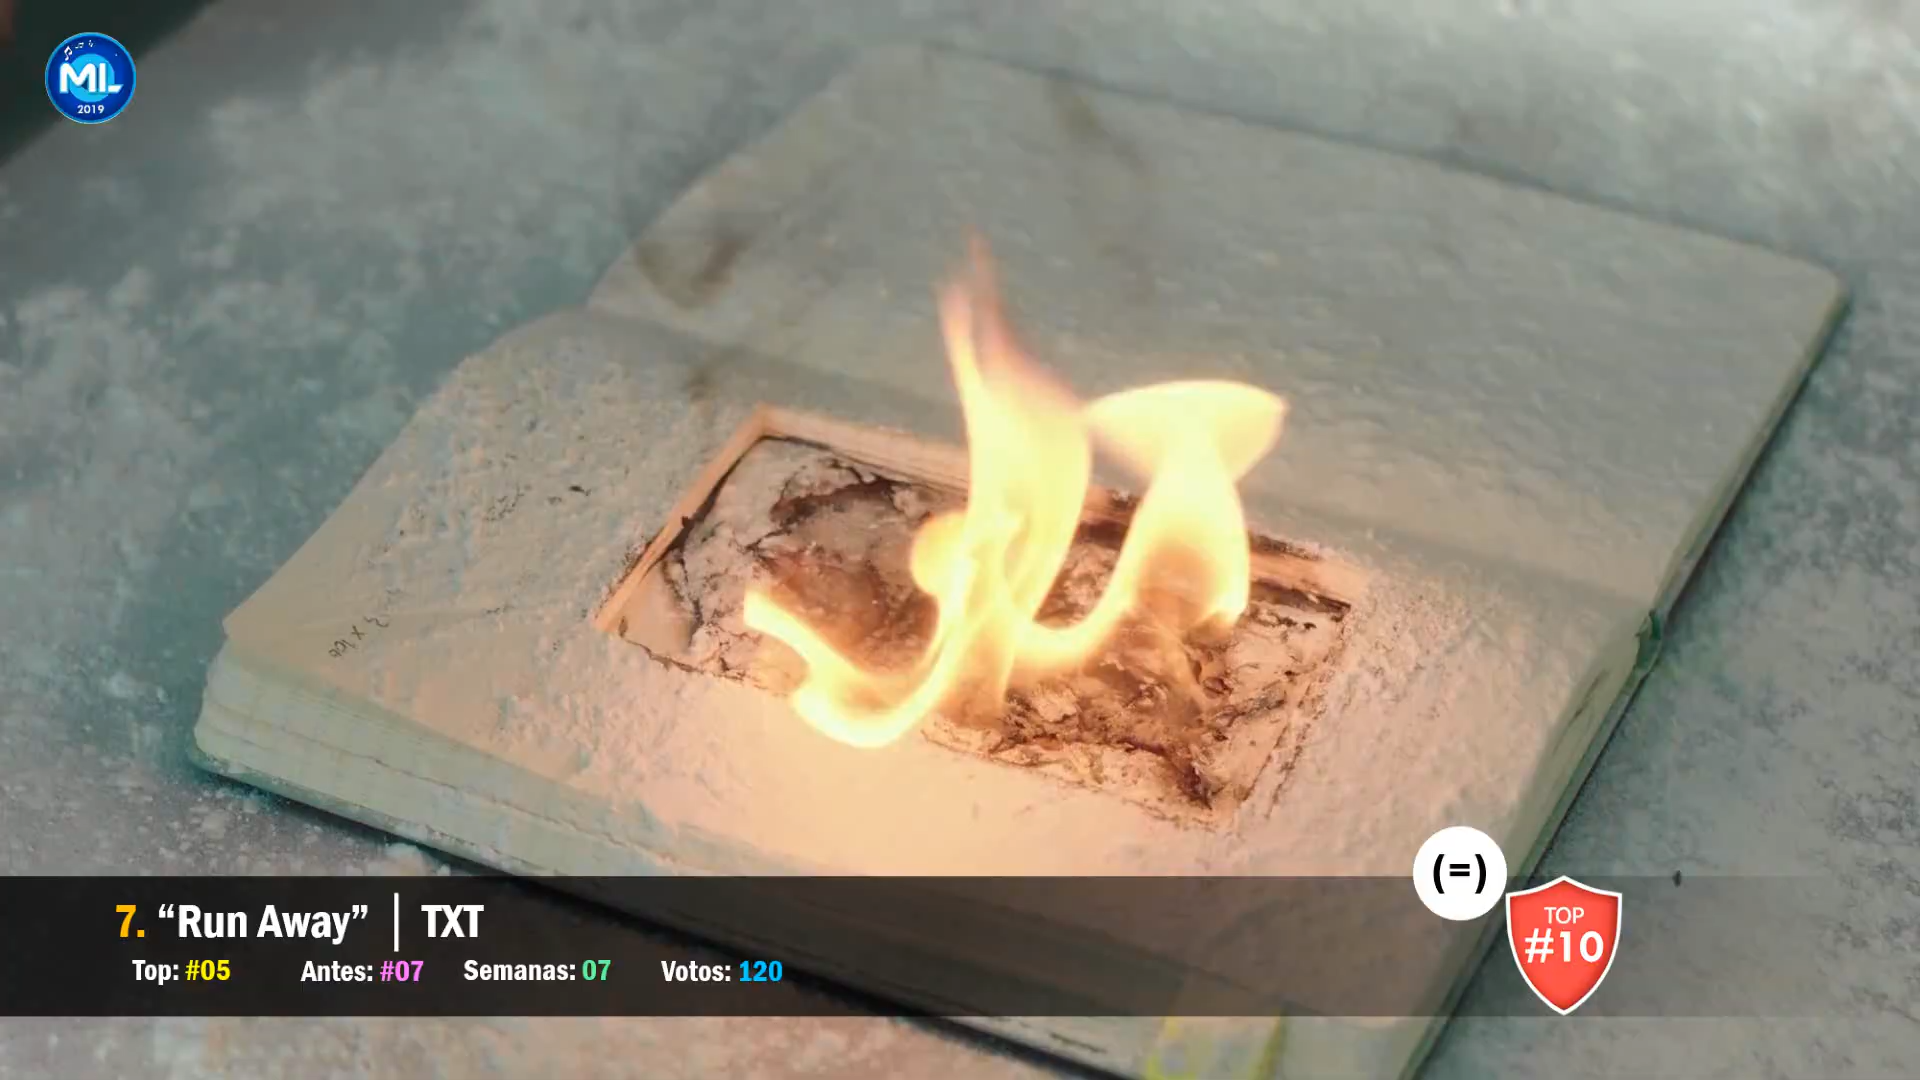 ML
2019
(=)
7. “Run Away” | TXT
TOP
#10
Top: #05 Antes: #07 Semanas: 07 Votos: 120